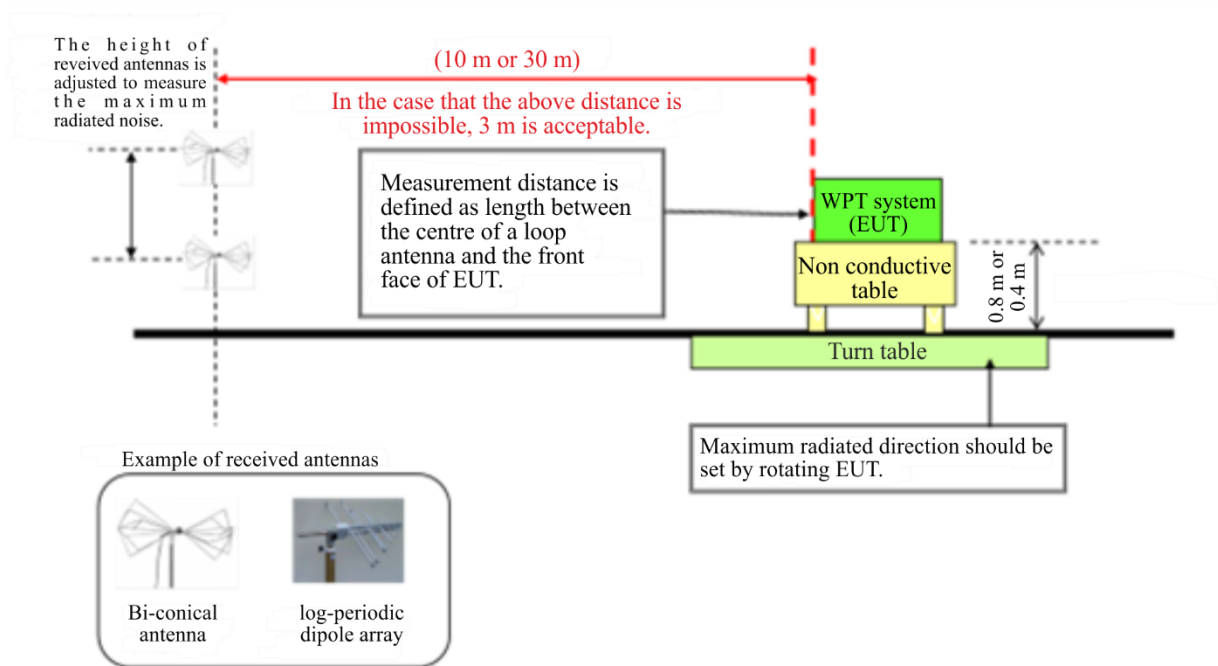 The height of
reveived antennas is
adjusted to measure
the maximum
radiated noise.
(10 m or 30 m)
In the case that the above distance is
impossible, 3 m is acceptable.
Measurement distance is
defined as length between
the centre of a loop
antenna and the front
face of EUT.
WPT system
(EUT)
Non conductive
table
0.8 m or
0.4 m
Turn table
Maximum radiated direction should be
set by rotating EUT.
Example of received antennas
Bi-conical
antenna
log-periodic
dipole array